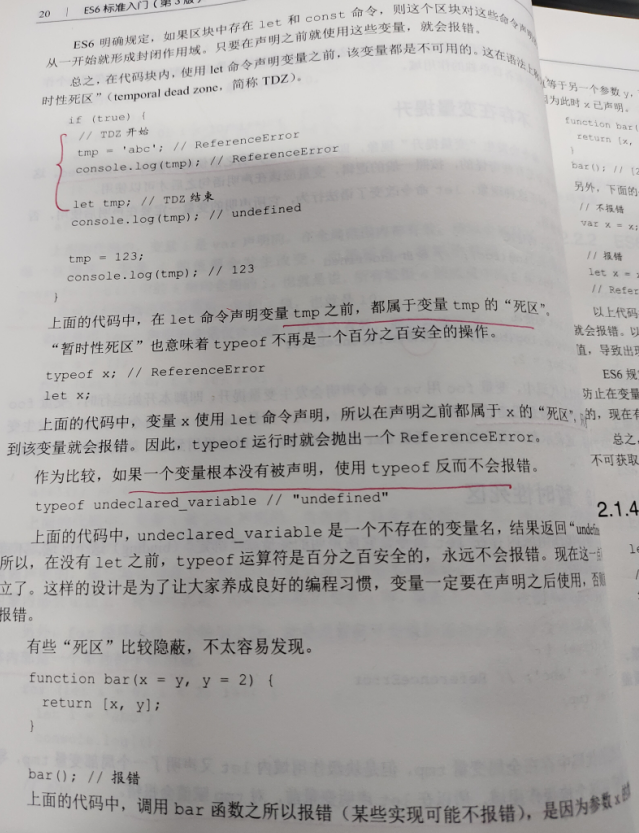 20 ES6 标准入门（第 3 版）
ES6 明确规定，如果区块中存在 let 和 const 命令，则这个区块对这些命令声明
从一开始就形成封闭作用域。只要在声明之前就使用这些变量，就会报错。
总之，在代码块内，使用 let 命令声明变量之前，该变量都是不可用的。这在语法上
时性死区”（temporal dead zone，简称 TDZ）。
if (true) {
// TDZ 开始
tmp = 'abc'; // ReferenceError
console.log(tmp); // ReferenceError
let tmp; // TDZ 结束
console.log(tmp); // undefined
tmp = 123;
console.log(tmp); // 123
}
上面的代码中，在 let 命令声明变量 tmp 之前，都属于变量 tmp 的“死区”。
“暂时性死区”也意味着 typeof 不再是一个百分之百安全的操作。
typeof x; // ReferenceError
let x;
上面的代码中，变量 x 使用 let 命令声明，所以在声明之前都属于 x 的“死区”，
到该变量就会报错。因此，typeof 运行时就会抛出一个 ReferenceError。
作为比较，如果一个变量根本没有被声明，使用 typeof 反而不会报错。
typeof undeclared_variable // "undefined"
上面的代码中，undeclared_variable 是一个不存在的变量名，结果返回“undefin
所以，在没有 let 之前，typeof 运算符是百分之百安全的，永远不会报错。现在这一
立了。这样的设计是为了让大家养成良好的编程习惯，变量一定要在声明之后使用，否
报错。
有些“死区”比较隐蔽，不太容易发现。
function bar(x = y, y = 2) {
return [x, y];
}
bar(); // 报错
上面的代码中，调用 bar 函数之所以报错（某些实现可能不报错），是因为参数 x
等于另一个参数 y，
因为此时 x 已声明。
function bar(
return [x,
}
bar(); // [2
另外，下面的
// 不报错
var x = x;
// 报错
let x =
// Refer
以上代码
就会报错。以
值，导致出现
ES6 规
防止在变量
的，现在有
总之，
不可获取
2.1.4
le